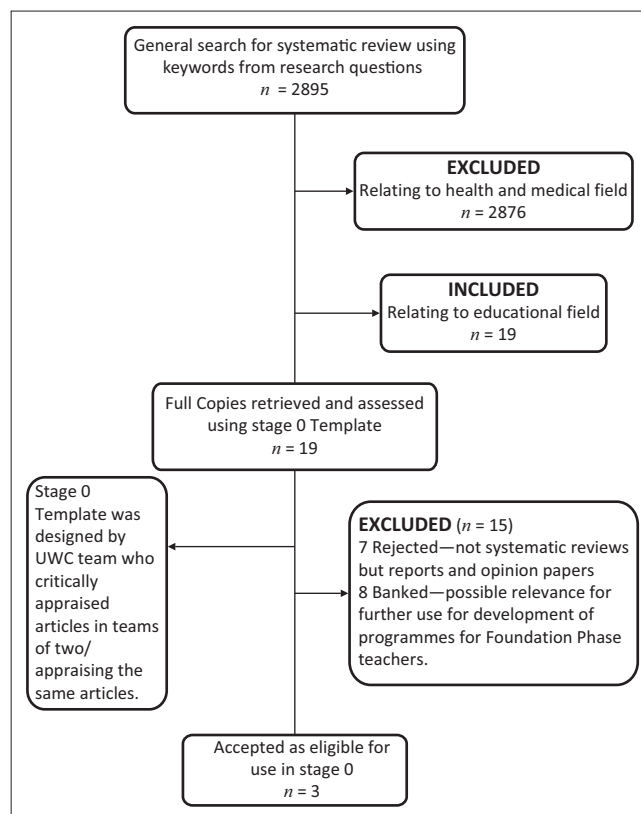 General search for systematic review using
keywords from research questions
n = 2895
EXCLUDED
Relating to health and medical field
n = 2876
INCLUDED
Relating to educational field
n = 19
Full Copies retrieved and assessed
using stage 0 Template
n = 19
Stage 0
Template was
designed by
UWC team who
critically
appraised
articles in teams
of two/
appraising the
same articles.
EXCLUDED (n = 15)
7 Rejected—not systematic reviews
but reports and opinion papers
8 Banked—possible relevance for
further use for development of
programmes for Foundation Phase
teachers.
Accepted as eligible for
use in stage 0
n = 3